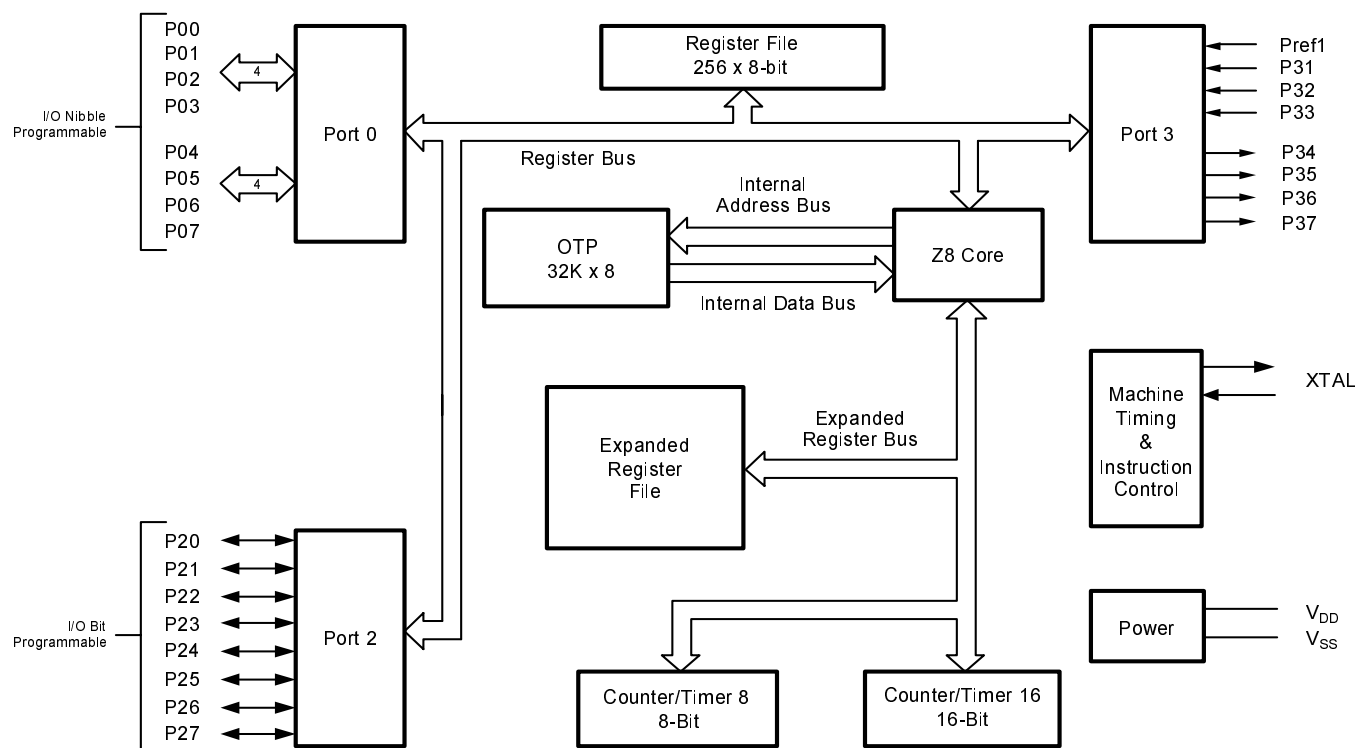 P00
P01
P02
P03
4
I/O Nibble
Programmable
P04
P05
P06
P07
4
Port 0
Register File
256 x 8-bit
Port 3
Pref1
P31
P32
P33
P34
P35
P36
P37
Register Bus
Internal
Address Bus
OTP
32K x 8
Z8 Core
Internal Data Bus
Expanded
Register
File
Expanded
Register Bus
Machine
Timing
&
Instruction
Control
XTAL
I/O Bit
Programmable
P20
P21
P22
P23
P24
P25
P26
P27
Port 2
Counter/Timer 8
8-Bit
Counter/Timer 16
16-Bit
Power
VDD
VSS